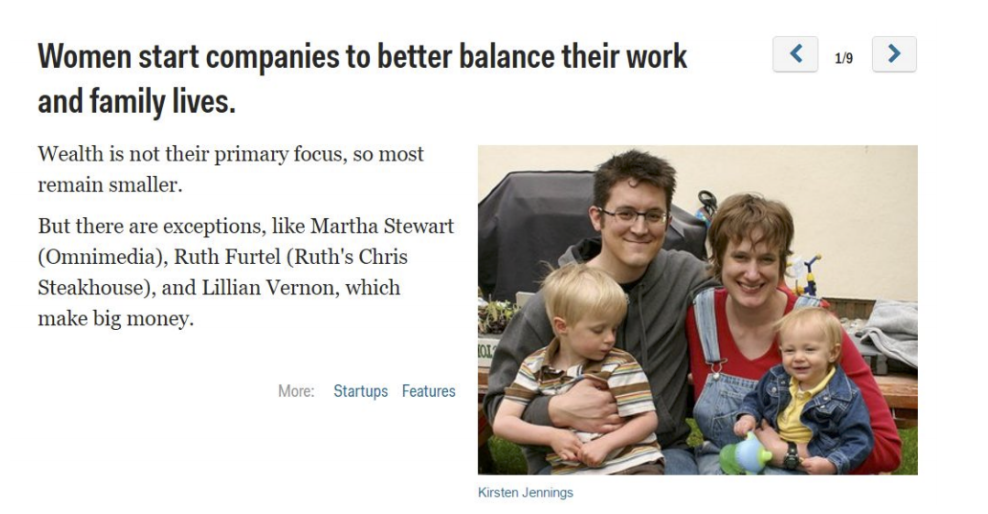 Women start companies to better balance their work
and family lives.
1/9
Wealth is not their primary focus, so most
remain smaller.
But there are exceptions, like Martha Stewart
(Omnimedia), Ruth Furtel (Ruth's Chris
Steakhouse), and Lillian Vernon, which
make big money.
More: Startups Features
Kirsten Jennings